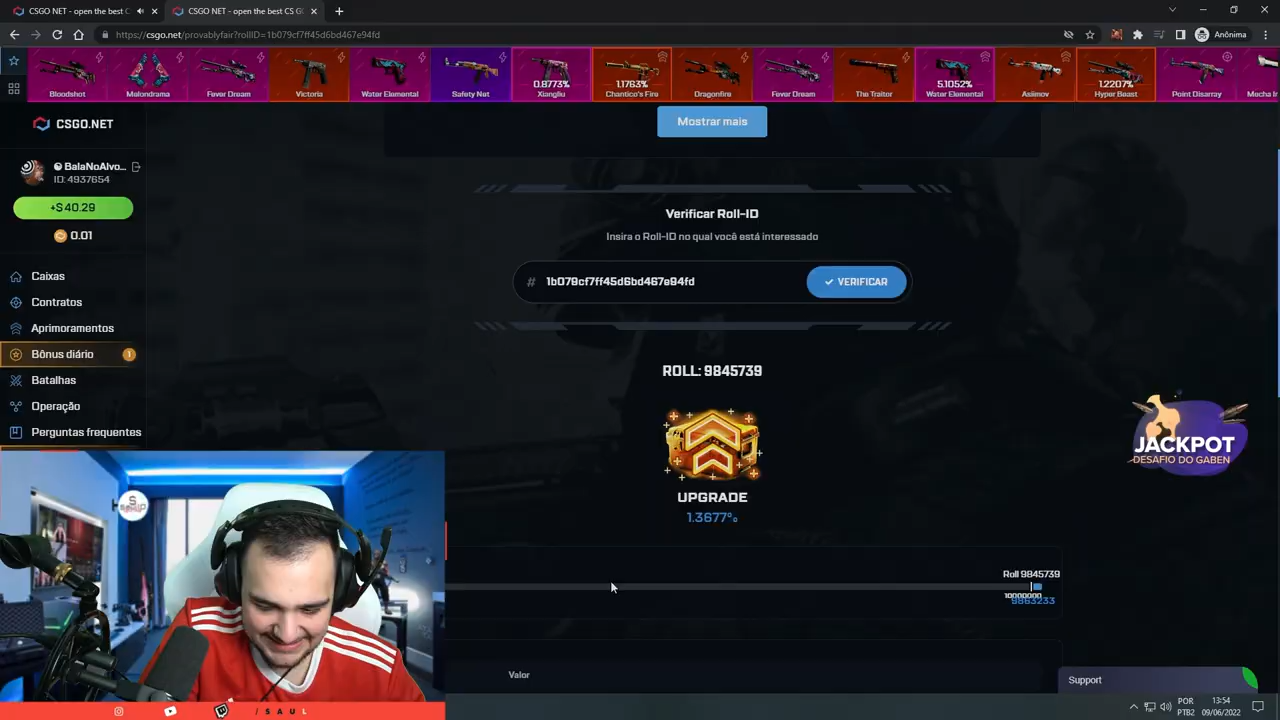 CSGO NET - open the best C
CSGO NET - open the best CS G
https://csgo.net/provablyfair?rollID=1b079cf7ff45d6bd467e94fd
Anônima
Bloodshot
Malondrama
Fever Dream
Victoria
Water Elemental
Safety Net
0.8773%
Xiangliu
1.1763%
Chantico's Fire
Dragonfire
Fever Dream
The Traitor
5.1052%
Water Elemental
Asiimov
1.2207%
Hyper Beast
Point Disarray
Mecha In
CSGO.NET
BalaNoAlvo...
ID: 4937654
+$ 40.29
0.01
Caixas
Contratos
Aprimoramentos
Bônus diário
1
Batalhas
Operação
Perguntas frequentes
Mostrar mais
Verificar Roll-ID
Insira o Roll-ID no qual você está interessado
# 1b079cf7ff45d6bd467e94fd
VERIFICAR
ROLL: 9845739
UPGRADE
1.3677%
Roll 9845739
10000000
9863233
Valor
JACKPOT
DESAFIO DO GABEN
Support
/ S A U L
POR
PTB2
13:54
09/06/2022